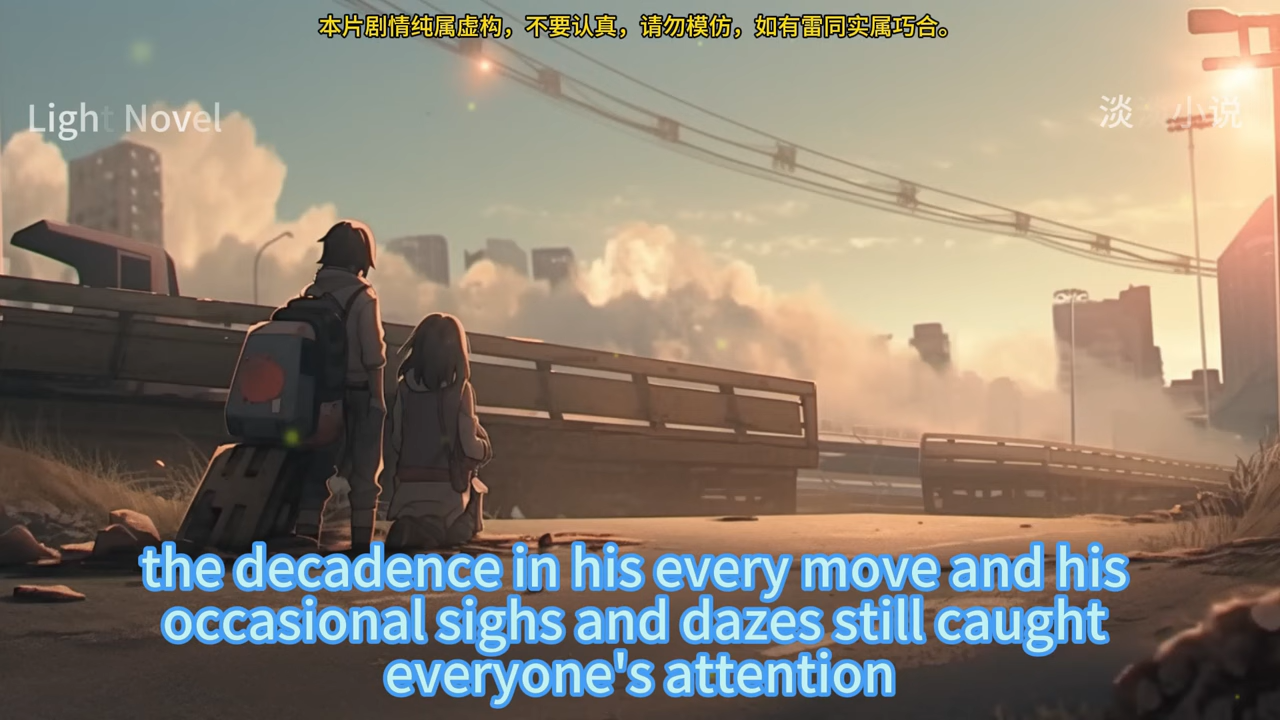 本片剧情纯属虚构，不要认真，请勿模仿，如有雷同实属巧合。
Light Novel
淡 小说
the decadence in his every move and his
occasional sighs and dazes still caught
everyone's attention